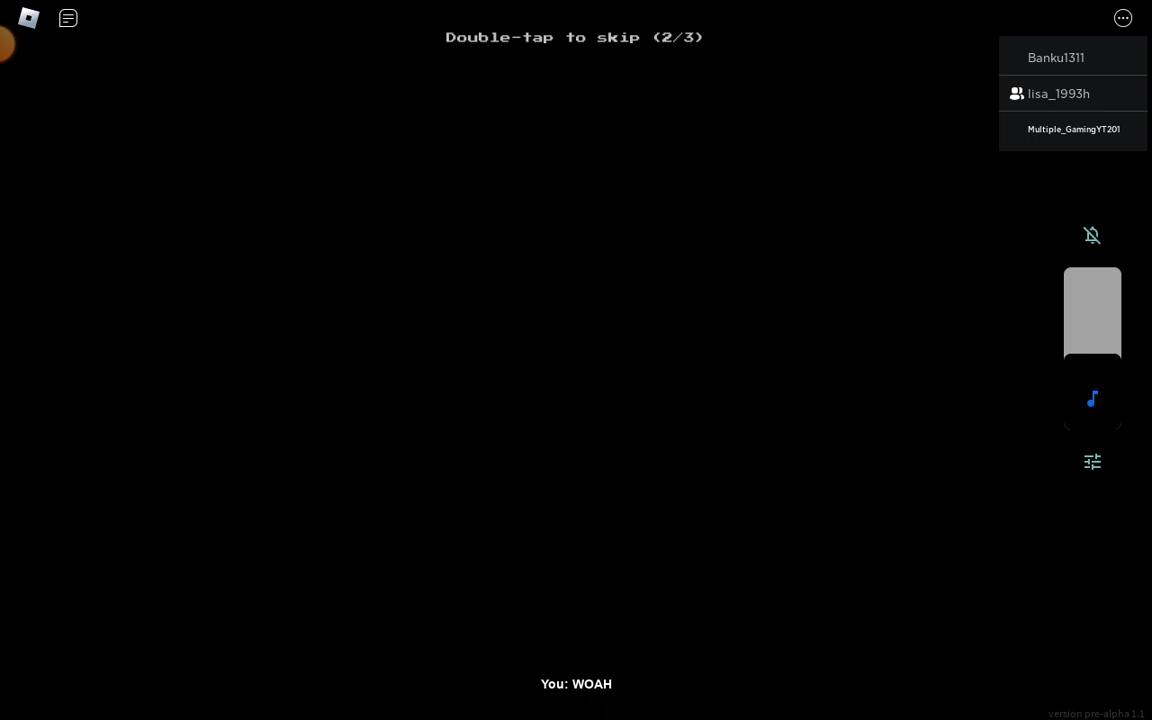 Double-tap to skip (2/3)
Banku1311
lisa_1993h
Multiple_GamingYT201
You: WOAH
version pre-alpha 1.1